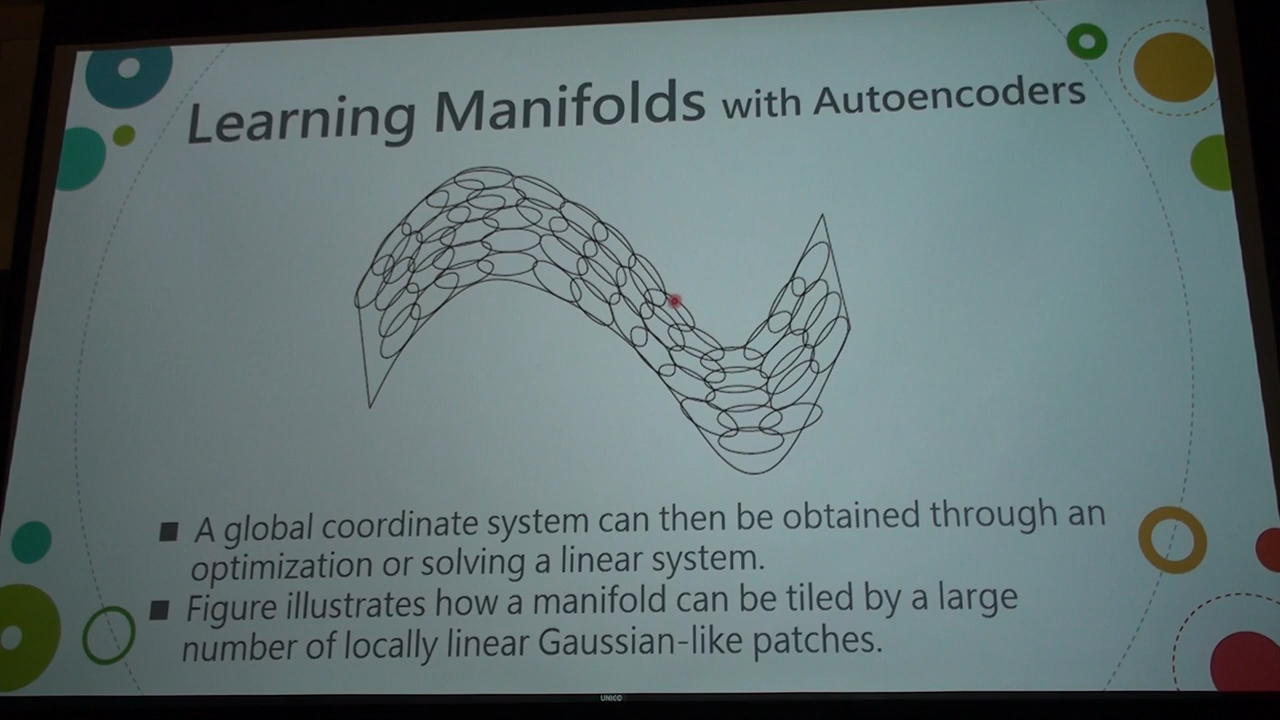 Learning Manifolds with Autoencoders
■ A global coordinate system can then be obtained through an
optimization or solving a linear system.
■ Figure illustrates how a manifold can be tiled by a large
number of locally linear Gaussian-like patches.
UNICO